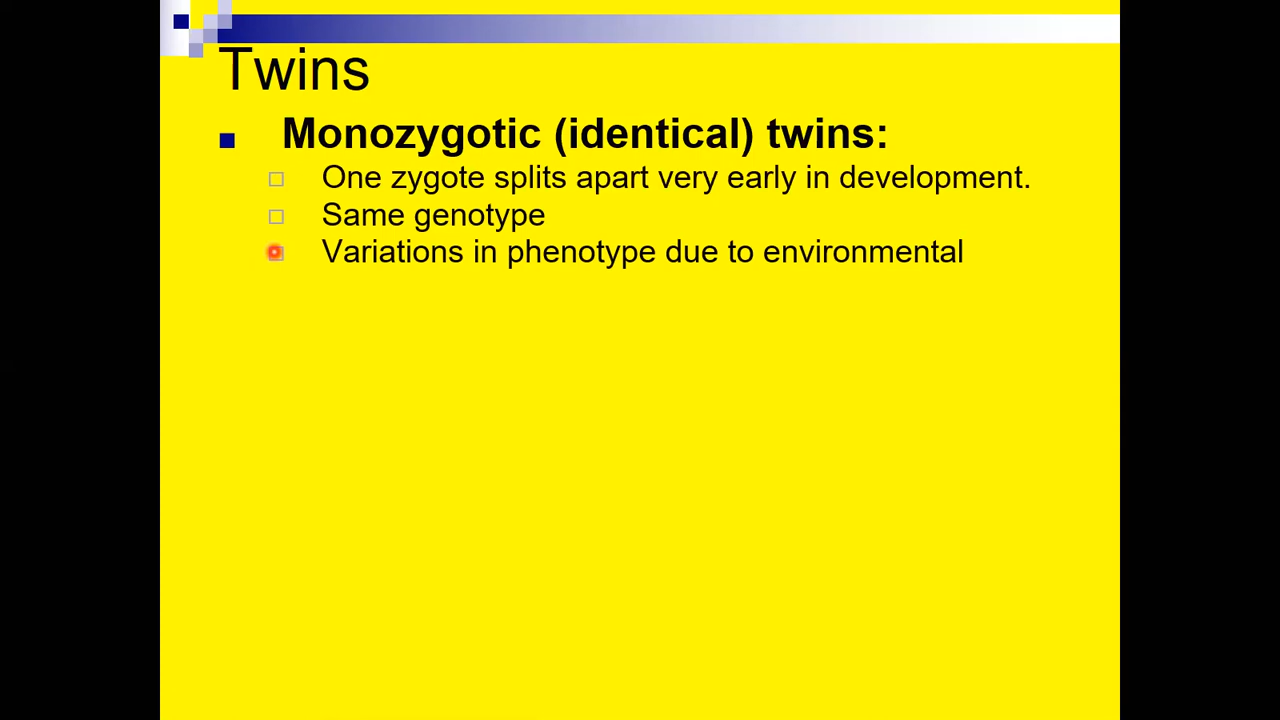 Twins
Monozygotic (identical) twins:
One zygote splits apart very early in development.
Same genotype
Variations in phenotype due to environmental